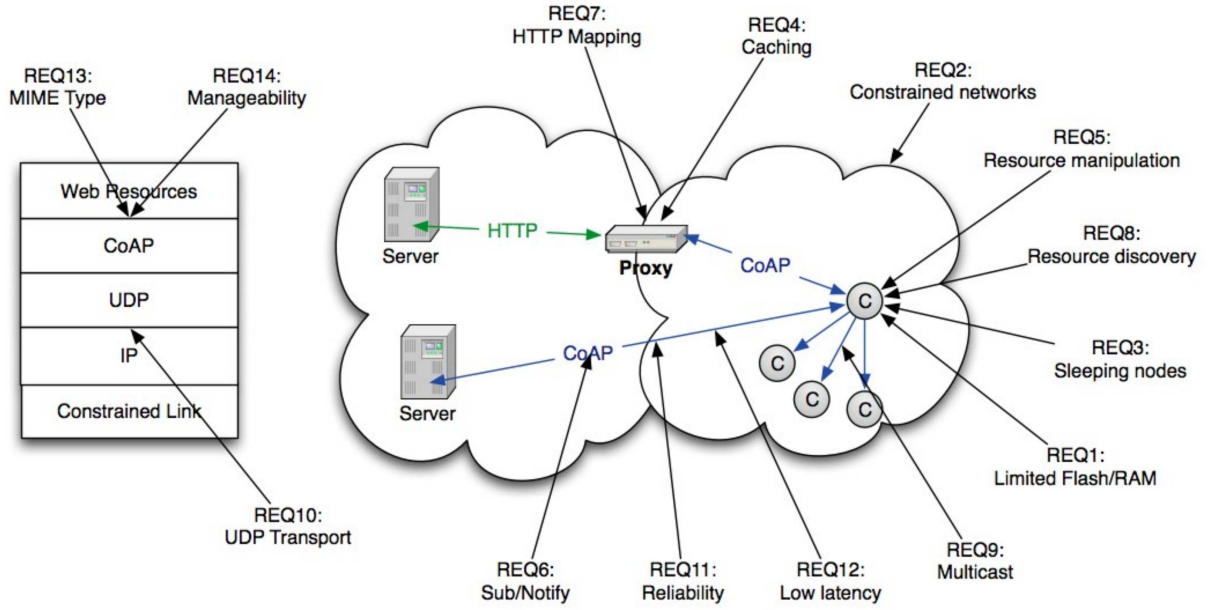 REQ7:
HTTP Mapping
REQ4:
Caching
REQ13:
MIME Type
REQ14:
Manageability
REQ2:
Constrained networks
REQ5:
Resource manipulation
Web Resources
CoAP
UDP
IP
Constrained Link
Server
HTTP
Proxy
CoAP
C
REQ8:
Resource discovery
Server
CoAP
C
C
C
REQ3:
Sleeping nodes
REQ1:
Limited Flash/RAM
REQ10:
UDP Transport
REQ6:
Sub/Notify
REQ11:
Reliability
REQ12:
Low latency
REQ9:
Multicast